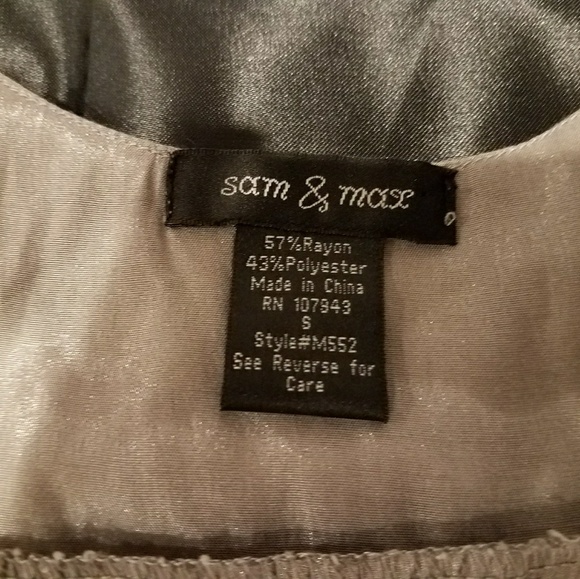 sam & max
57%Rayon
43%Polyester
Made in China
RN 107943
S
Style#M552
See Reverse for
Care